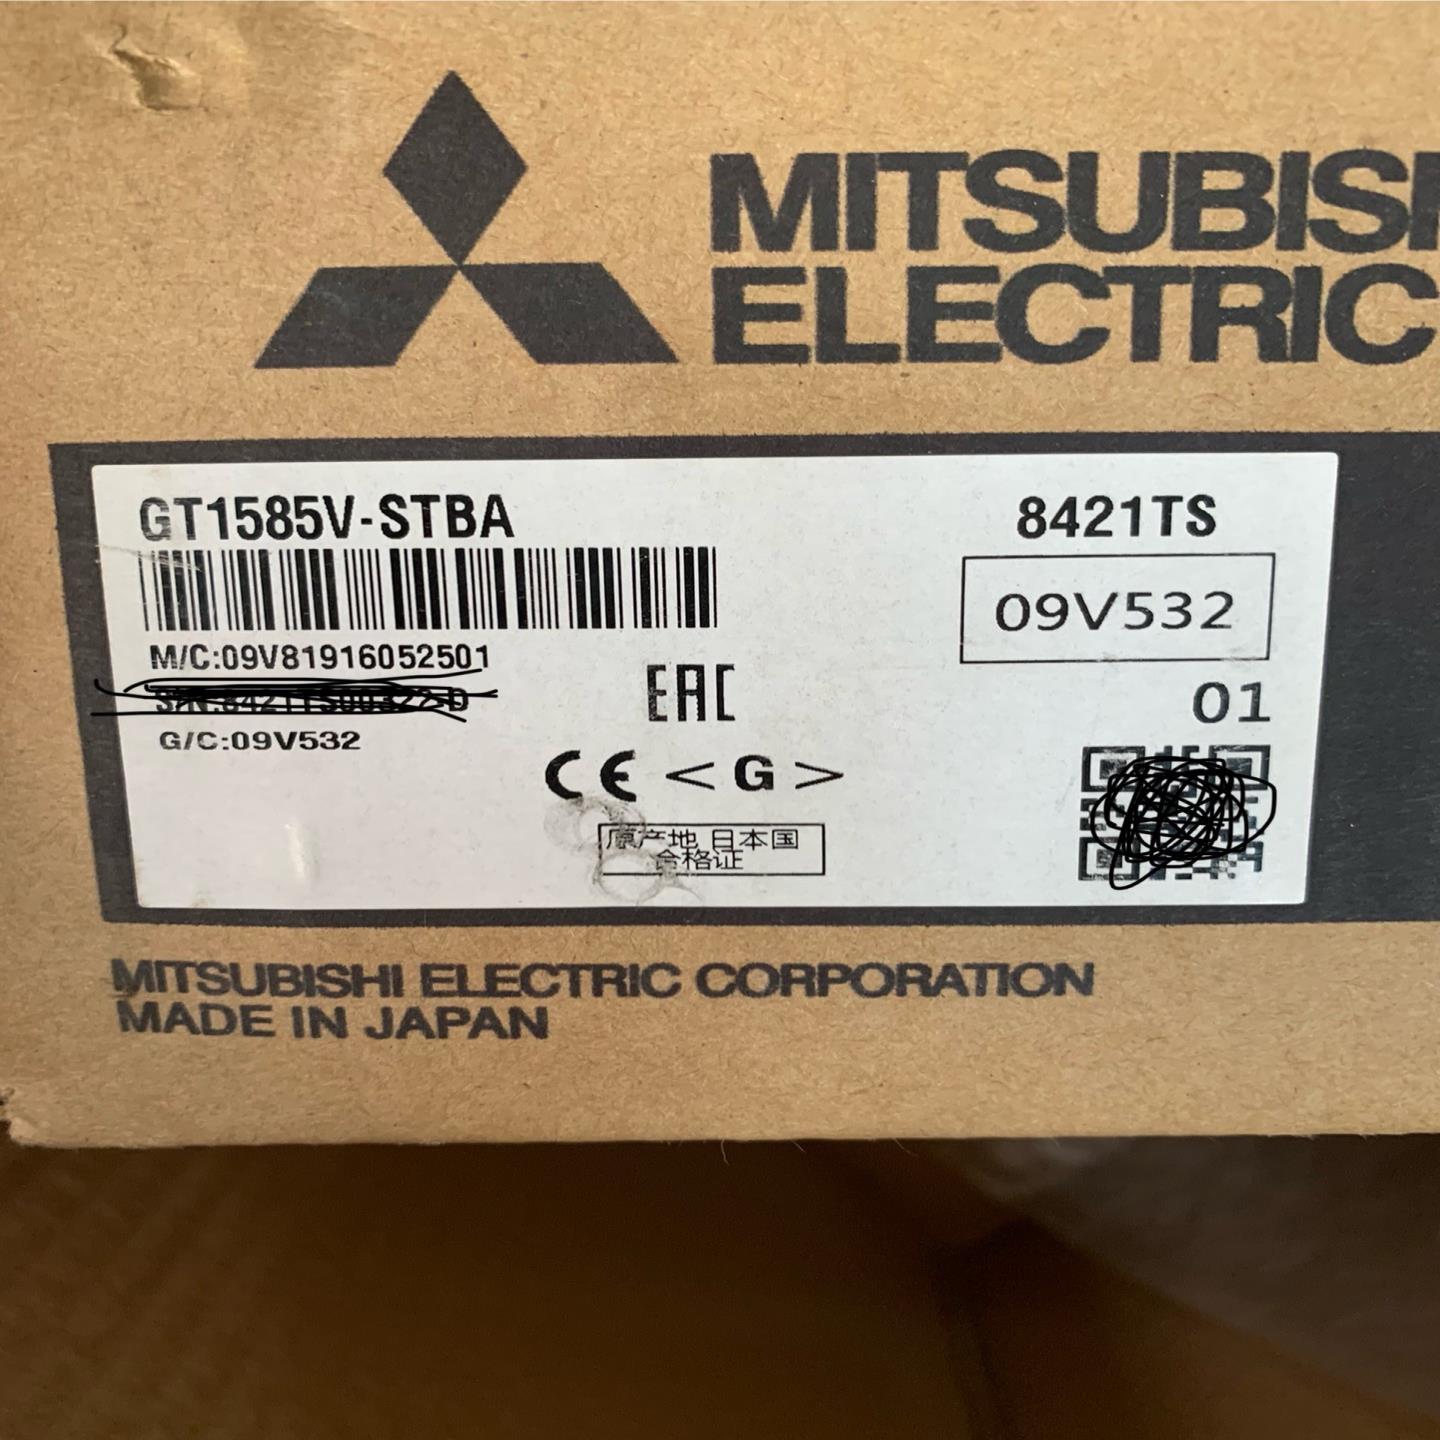 MITSUBISHI
ELECTRIC
GT1585V-STBA
8421TS
09V532
M/C:09V81916052501
G/C:09V532
EAC
01
CE <G>
原产地 日本国
合格证
MITSUBISHI ELECTRIC CORPORATION
MADE IN JAPAN